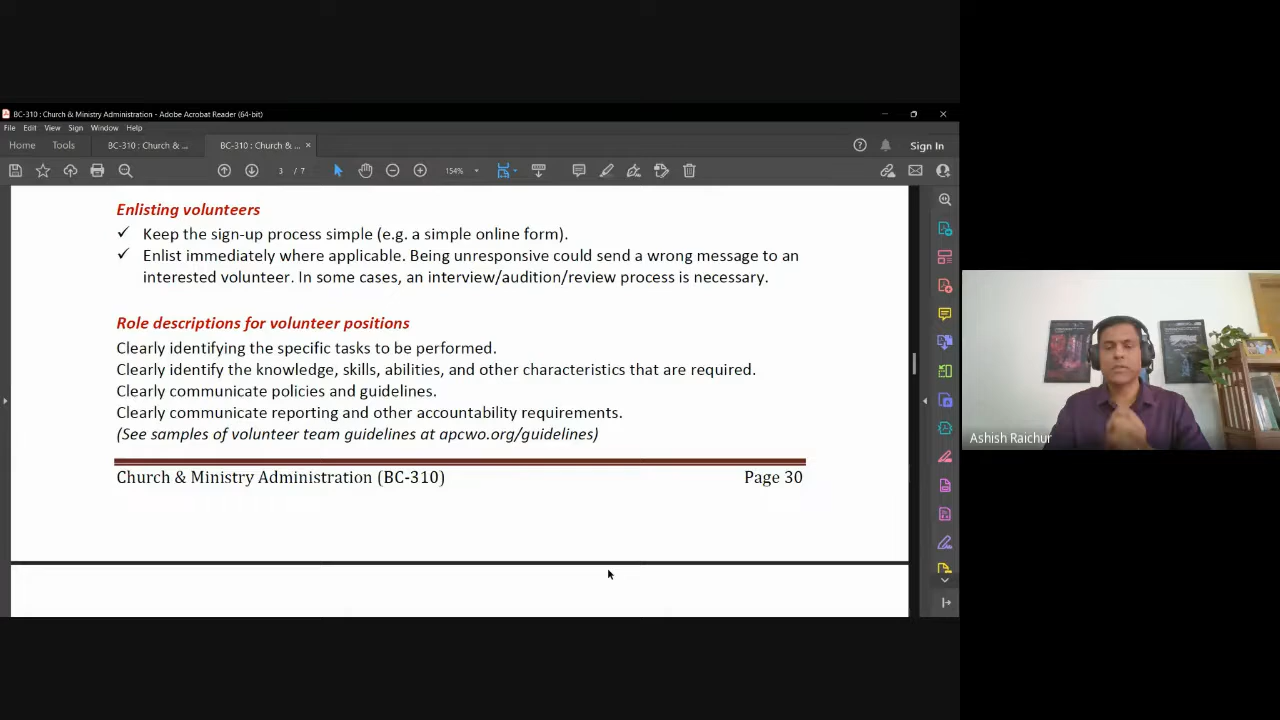 BC-310 : Church & Ministry Administration - Adobe Acrobat Reader (64-bit)
File Edit View Sign Window Help
Home Tools BC-310 : Church & ... BC-310 : Church & ... × Sign In
3 / 7 154%
Enlisting volunteers
✓ Keep the sign-up process simple (e.g. a simple online form).
✓ Enlist immediately where applicable. Being unresponsive could send a wrong message to an
interested volunteer. In some cases, an interview/audition/review process is necessary.
Role descriptions for volunteer positions
Clearly identifying the specific tasks to be performed.
Clearly identify the knowledge, skills, abilities, and other characteristics that are required.
Clearly communicate policies and guidelines.
Clearly communicate reporting and other accountability requirements.
(See samples of volunteer team guidelines at apcwo.org/guidelines)
Church & Ministry Administration (BC-310) Page 30
Ashish Raichur